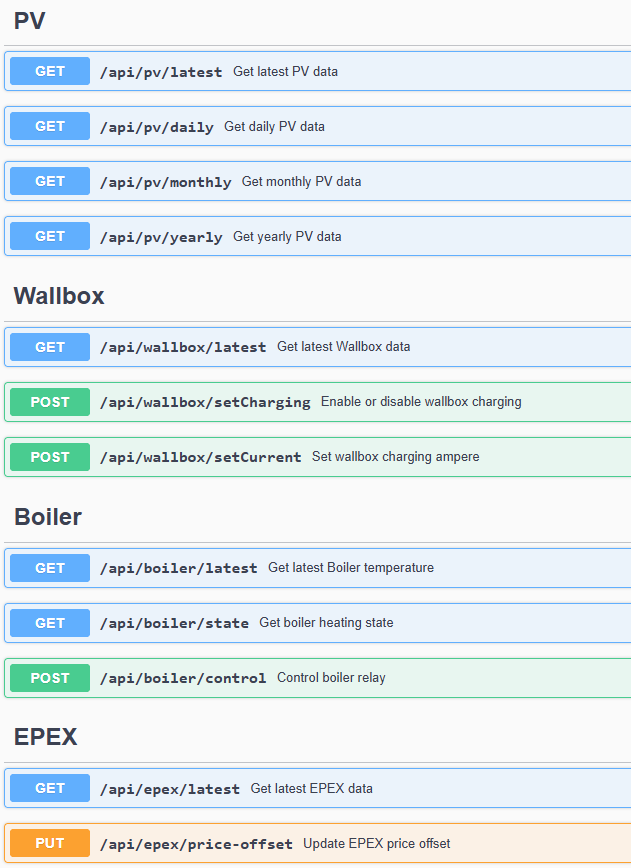 PV
GET /api/pv/latest Get latest PV data
GET /api/pv/daily Get daily PV data
GET /api/pv/monthly Get monthly PV data
GET /api/pv/yearly Get yearly PV data
Wallbox
GET /api/wallbox/latest Get latest Wallbox data
POST /api/wallbox/setCharging Enable or disable wallbox charging
POST /api/wallbox/setCurrent Set wallbox charging ampere
Boiler
GET /api/boiler/latest Get latest Boiler temperature
GET /api/boiler/state Get boiler heating state
POST /api/boiler/control Control boiler relay
EPEX
GET /api/epex/latest Get latest EPEX data
PUT /api/epex/price-offset Update EPEX price offset